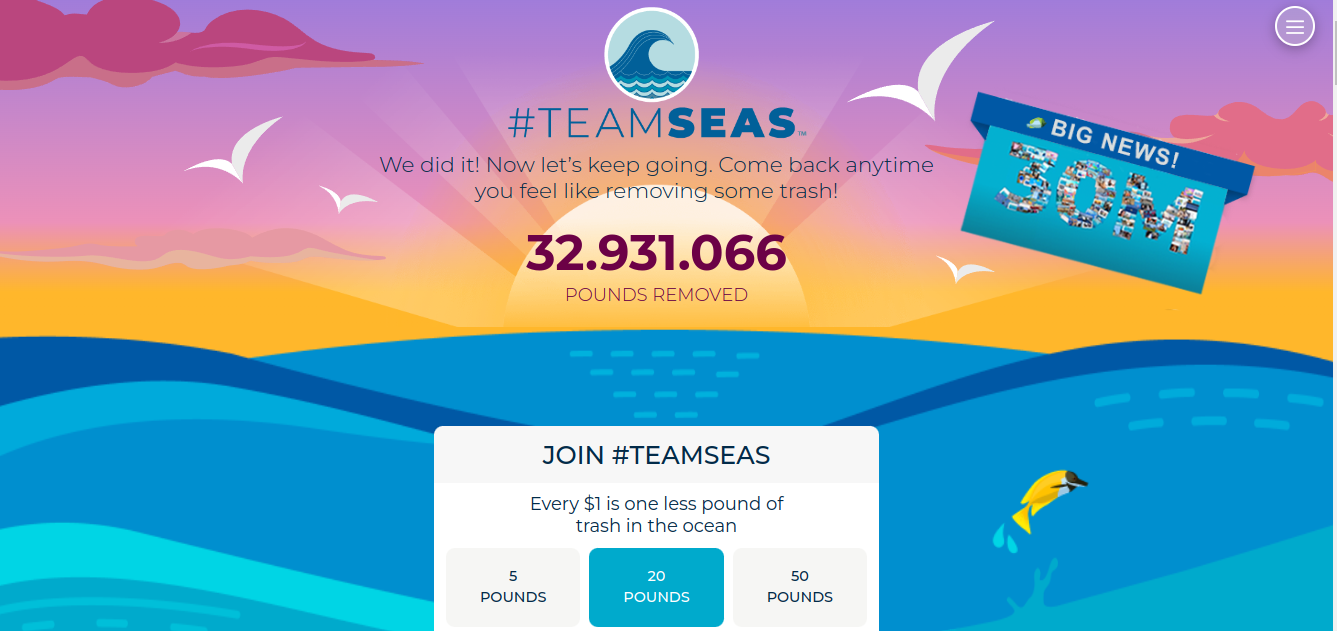 #TEAMSEAS™
We did it! Now let's keep going. Come back anytime
you feel like removing some trash!
32.931.066
POUNDS REMOVED
BIG NEWS!
30M
JOIN #TEAMSEAS
Every $1 is one less pound of
trash in the ocean
5
POUNDS
20
POUNDS
50
POUNDS